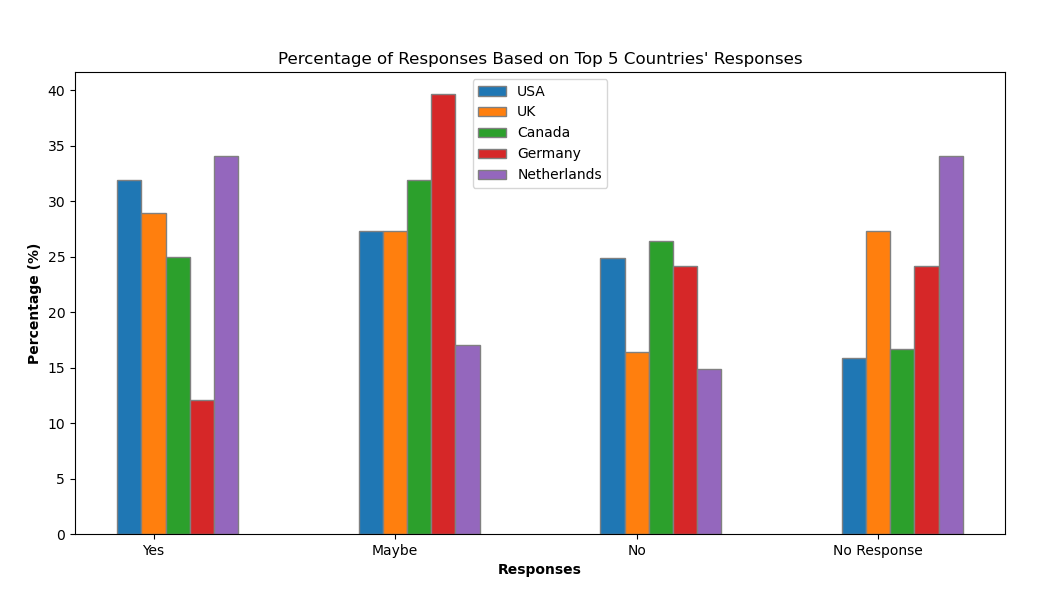 Percentage of Responses Based on Top 5 Countries' Responses
USA
UK
Canada
Germany
Netherlands
Percentage (%)
40
35
30
25
20
15
10
5
0
Yes
Maybe
No
No Response
Responses